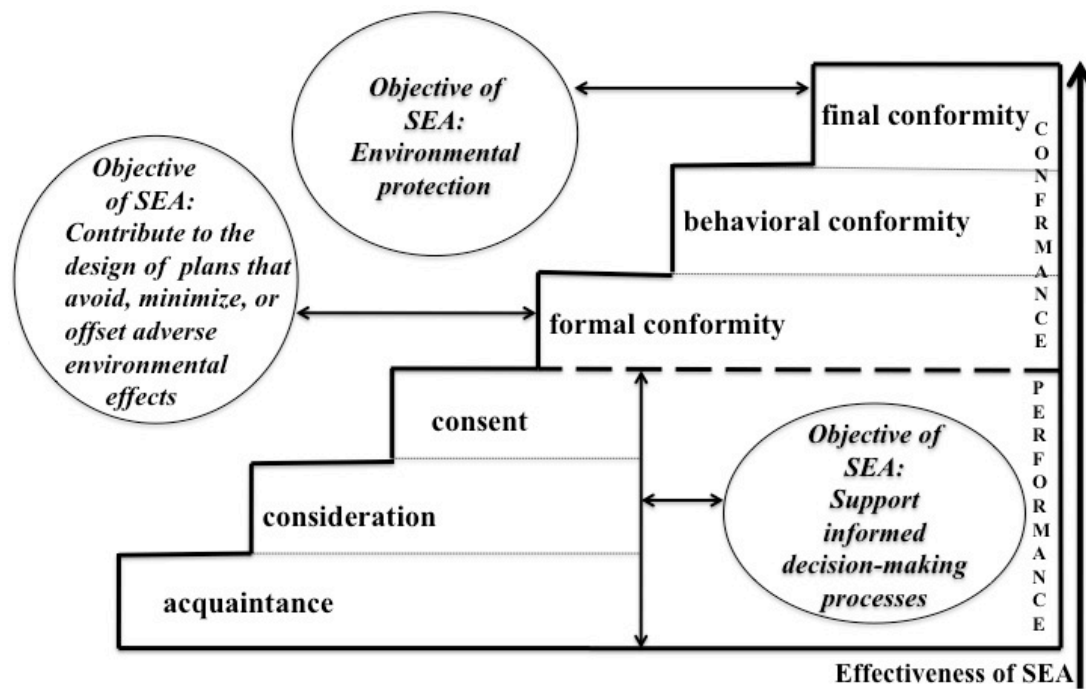 Objective of
SEA:
Environmental
protection
final conformity
Objective
of SEA:
Contribute to the
design of plans that
avoid, minimize, or
offset adverse
environmental
effects
behavioral conformity
formal conformity
C
O
N
F
R
M
A
N
C
E
consent
consideration
acquaintance
Objective of
SEA:
Support
informed
decision-making
processes
P
E
R
F
O
R
M
A
N
C
E
Effectiveness of SEA